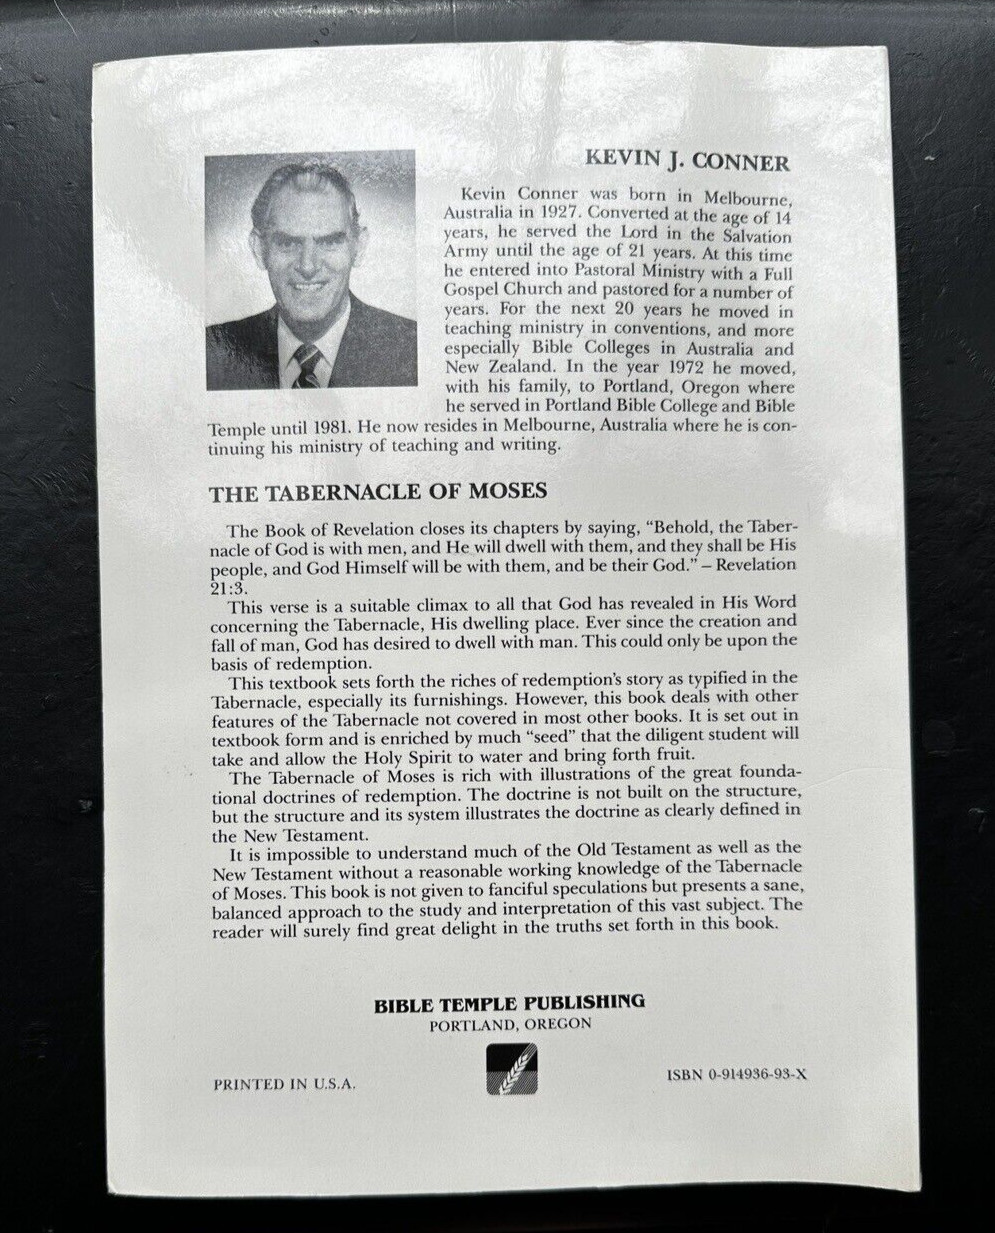 KEVIN J. CONNER
Kevin Conner was born in Melbourne,
Australia in 1927. Converted at the age of 14
years, he served the Lord in the Salvation
Army until the age of 21 years. At this time
he entered into Pastoral Ministry with a Full
Gospel Church and pastored for a number of
years. For the next 20 years he moved in
teaching ministry in conventions, and more
especially Bible Colleges in Australia and
New Zealand. In the year 1972 he moved,
with his family, to Portland, Oregon where
he served in Portland Bible College and Bible
Temple until 1981. He now resides in Melbourne, Australia where he is con-
tinuing his ministry of teaching and writing.
THE TABERNACLE OF MOSES
The Book of Revelation closes its chapters by saying, “Behold, the Taber-
nacle of God is with men, and He will dwell with them, and they shall be His
people, and God Himself will be with them, and be their God.” – Revelation
21:3.
This verse is a suitable climax to all that God has revealed in His Word
concerning the Tabernacle, His dwelling place. Ever since the creation and
fall of man, God has desired to dwell with man. This could only be upon the
basis of redemption.
This textbook sets forth the riches of redemption’s story as typified in the
Tabernacle, especially its furnishings. However, this book deals with other
features of the Tabernacle not covered in most other books. It is set out in
textbook form and is enriched by much “seed” that the diligent student will
take and allow the Holy Spirit to water and bring forth fruit.
The Tabernacle of Moses is rich with illustrations of the great founda-
tional doctrines of redemption. The doctrine is not built on the structure,
but the structure and its system illustrates the doctrine as clearly defined in
the New Testament.
It is impossible to understand much of the Old Testament as well as the
New Testament without a reasonable working knowledge of the Tabernacle
of Moses. This book is not given to fanciful speculations but presents a sane,
balanced approach to the study and interpretation of this vast subject. The
reader will surely find great delight in the truths set forth in this book.
BIBLE TEMPLE PUBLISHING
PORTLAND, OREGON
PRINTED IN U.S.A.
ISBN 0-914936-93-X